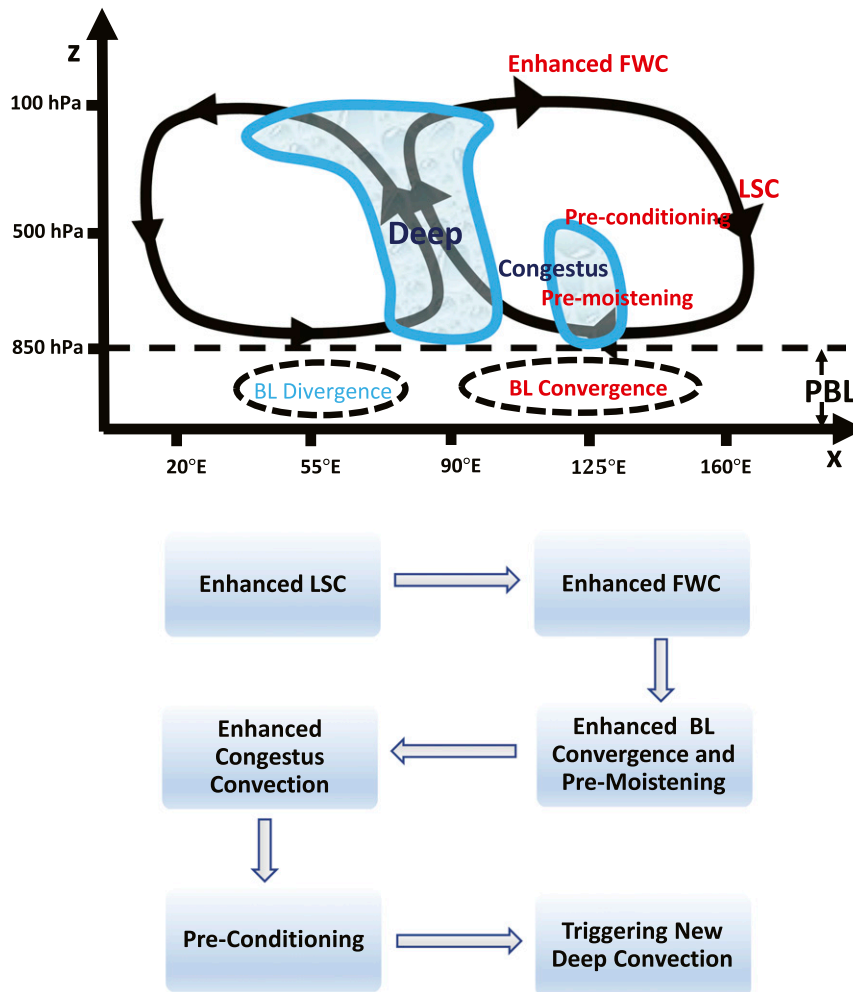 z
Enhanced FWC
100 hPa
LSC
Pre-conditioning
500 hPa
Deep
Congestus
Pre-moistening
850 hPa
BL Divergence
BL Convergence
PBL
x
20°E
55°E
90°E
125°E
160°E
Enhanced LSC
Enhanced FWC
Enhanced
Congestus
Convection
Enhanced BL
Convergence and
Pre-Moistening
Pre-Conditioning
Triggering New
Deep Convection